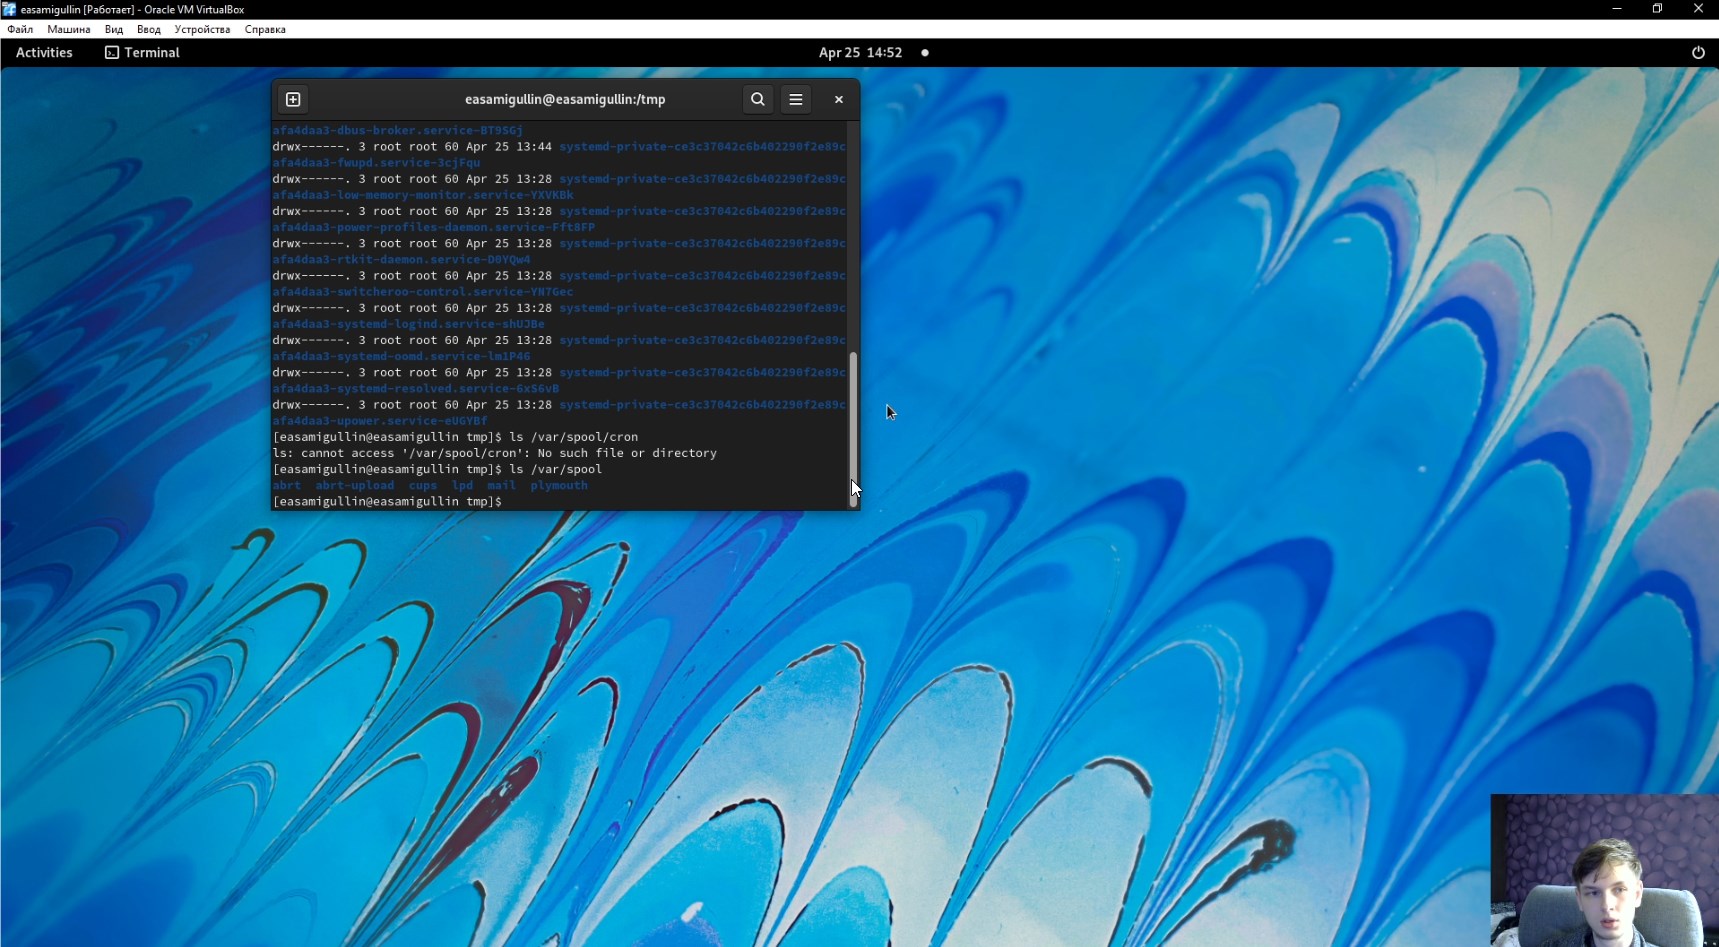 easamigullin [Работает] - Oracle VM VirtualBox
Файл Машина Вид Ввод Устройства Справка
Activities Terminal Apr 25 14:52
easamigullin@easamigullin:/tmp
afa4daa3-dbus-broker.service-BT9SGj
drwx------. 3 root root 60 Apr 25 13:44 systemd-private-ce3c37042c6b402290f2e89c
afa4daa3-fwupd.service-3cjFqu
drwx------. 3 root root 60 Apr 25 13:28 systemd-private-ce3c37042c6b402290f2e89c
afa4daa3-low-memory-monitor.service-YXVKBk
drwx------. 3 root root 60 Apr 25 13:28 systemd-private-ce3c37042c6b402290f2e89c
afa4daa3-power-profiles-daemon.service-Fft8FP
drwx------. 3 root root 60 Apr 25 13:28 systemd-private-ce3c37042c6b402290f2e89c
afa4daa3-rtkit-daemon.service-D0YQw4
drwx------. 3 root root 60 Apr 25 13:28 systemd-private-ce3c37042c6b402290f2e89c
afa4daa3-switcheroo-control.service-YN7Gec
drwx------. 3 root root 60 Apr 25 13:28 systemd-private-ce3c37042c6b402290f2e89c
afa4daa3-systemd-logind.service-shUJBe
drwx------. 3 root root 60 Apr 25 13:28 systemd-private-ce3c37042c6b402290f2e89c
afa4daa3-systemd-oomd.service-lm1P46
drwx------. 3 root root 60 Apr 25 13:28 systemd-private-ce3c37042c6b402290f2e89c
afa4daa3-systemd-resolved.service-6xS6vB
drwx------. 3 root root 60 Apr 25 13:28 systemd-private-ce3c37042c6b402290f2e89c
afa4daa3-upower.service-eUGYBf
[easamigullin@easamigullin tmp]$ ls /var/spool/cron
ls: cannot access '/var/spool/cron': No such file or directory
[easamigullin@easamigullin tmp]$ ls /var/spool
abrt abrt-upload cups lpd mail plymouth
[easamigullin@easamigullin tmp]$